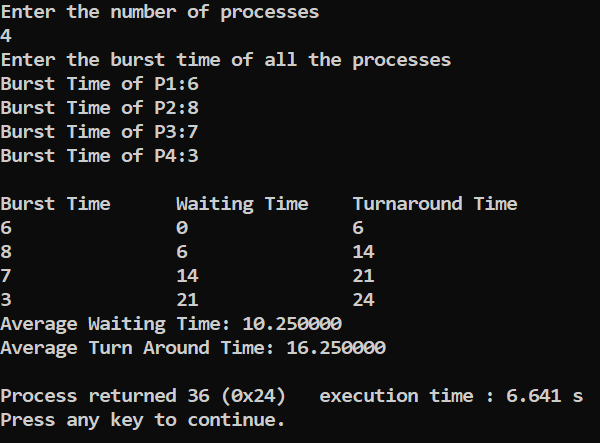 Enter the number of processes
4
Enter the burst time of all the processes
Burst Time of P1:6
Burst Time of P2:8
Burst Time of P3:7
Burst Time of P4:3
Burst Time Waiting Time Turnaround Time
6 0 6
8 6 14
7 14 21
3 21 24
Average Waiting Time: 10.250000
Average Turn Around Time: 16.250000
Process returned 36 (0x24) execution time : 6.641 s
Press any key to continue.